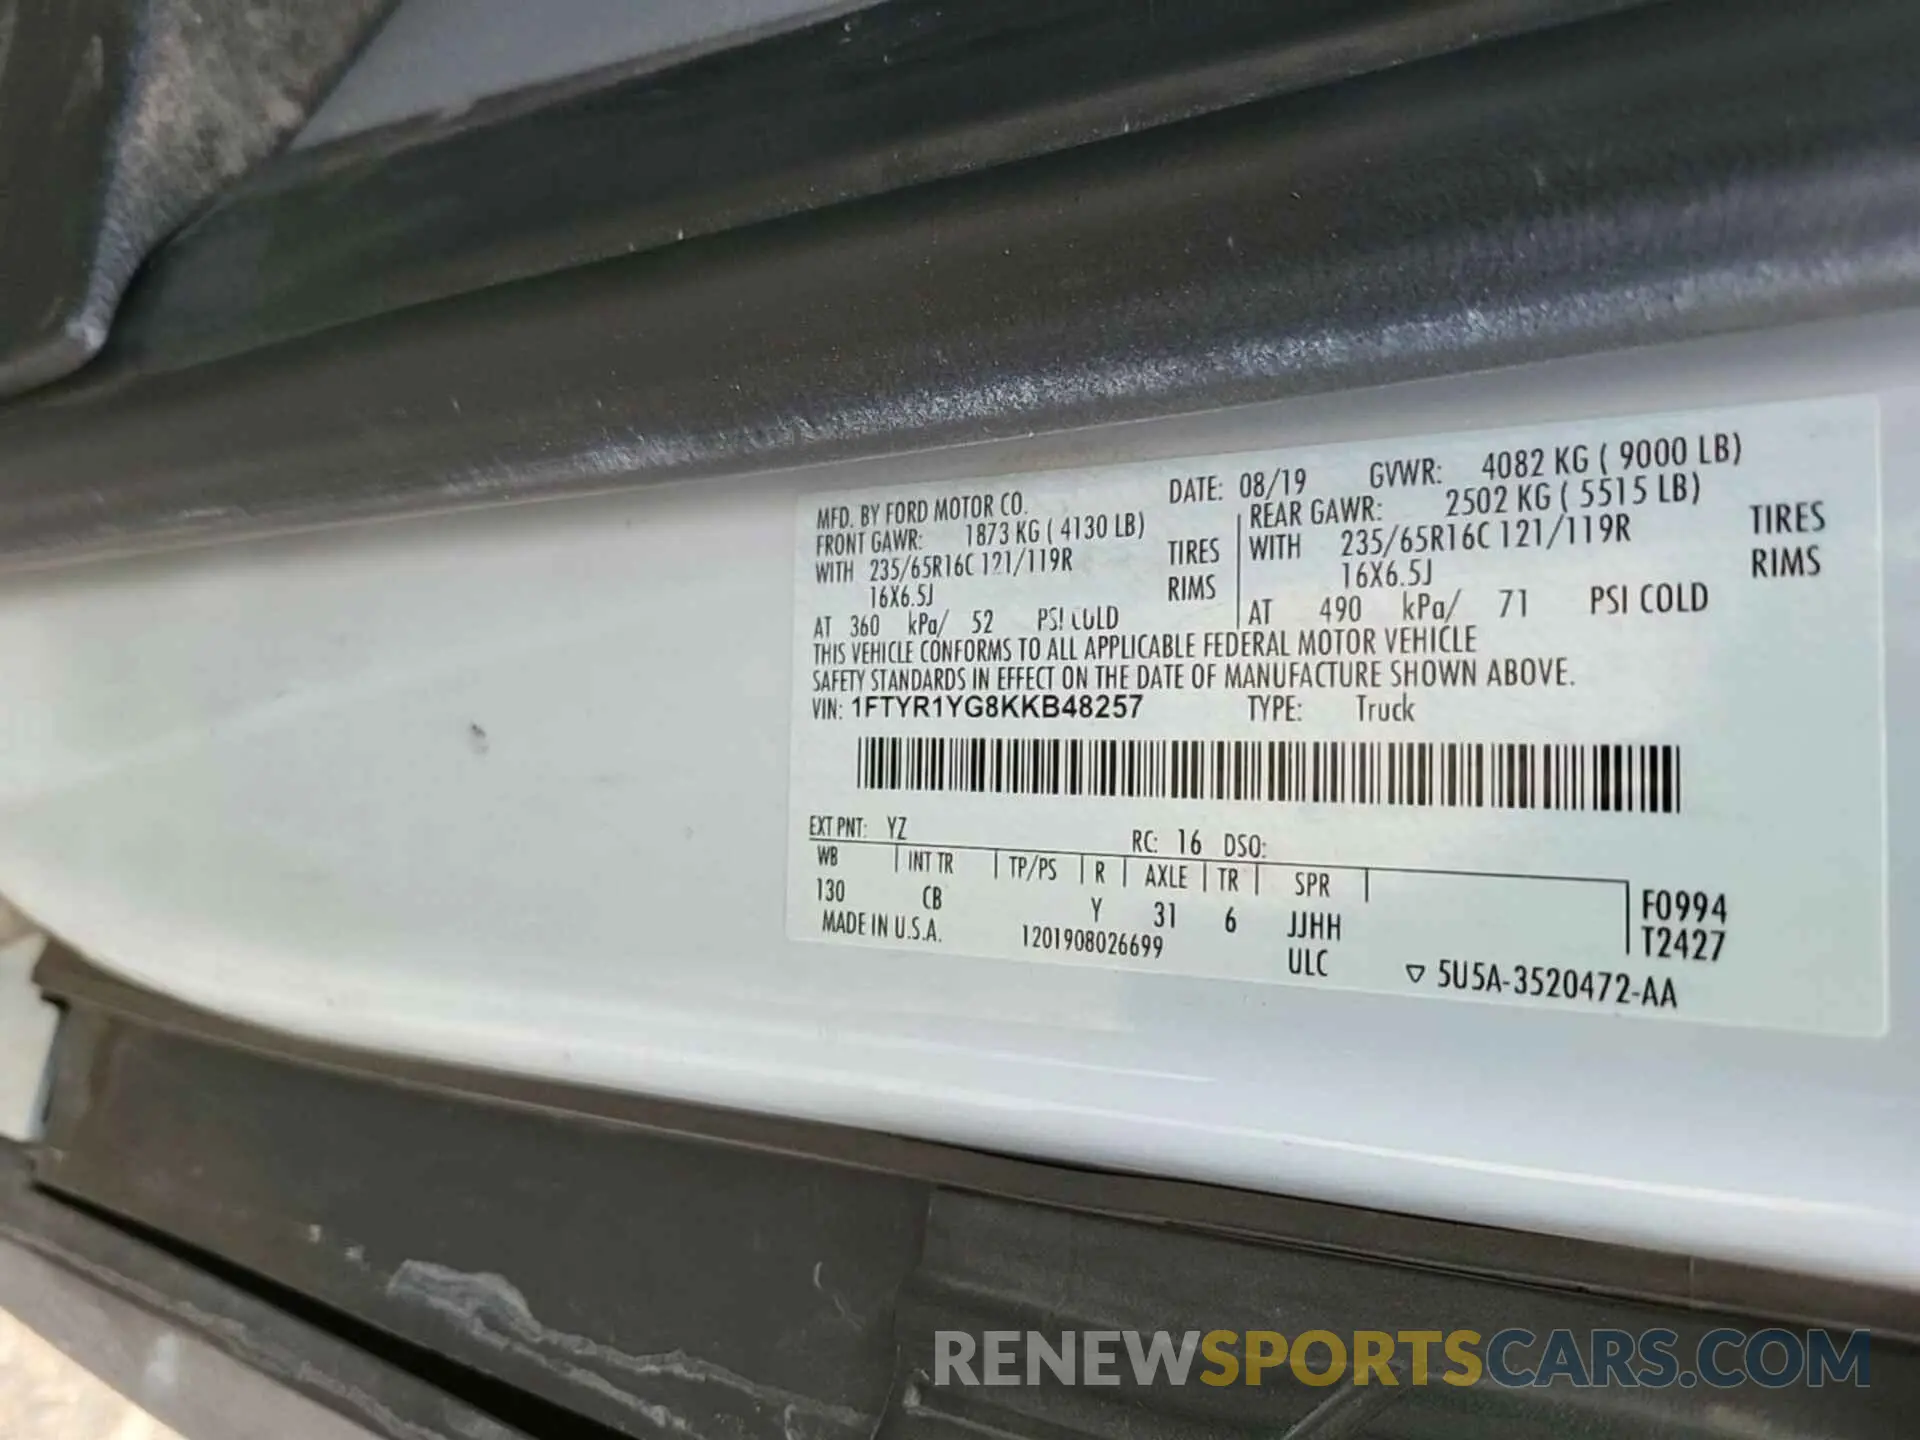 MFD. BY FORD MOTOR CO. DATE: 08/19 GVWR: 4082 KG ( 9000 LB)
FRONT GAWR: 1873 KG ( 4130 LB) REAR GAWR: 2502 KG ( 5515 LB)
WITH 235/65R16C 121/119R TIRES WITH 235/65R16C 121/119R TIRES
16X6.5J RIMS 16X6.5J RIMS
AT 360 kPa/ 52 PSI COLD AT 490 kPa/ 71 PSI COLD
THIS VEHICLE CONFORMS TO ALL APPLICABLE FEDERAL MOTOR VEHICLE
SAFETY STANDARDS IN EFFECT ON THE DATE OF MANUFACTURE SHOWN ABOVE.
VIN: 1FTYR1YG8KKB48257 TYPE: Truck
EXT PNT: YZ RC: 16 DSO:
WB INT TR TP/PS R AXLE TR SPR
130 CB Y 31 6 JJHH F0994
MADE IN U.S.A. 1201908026699 ULC T2427
▽ 5U5A-3520472-AA
RENEWSPORTSCARS.COM